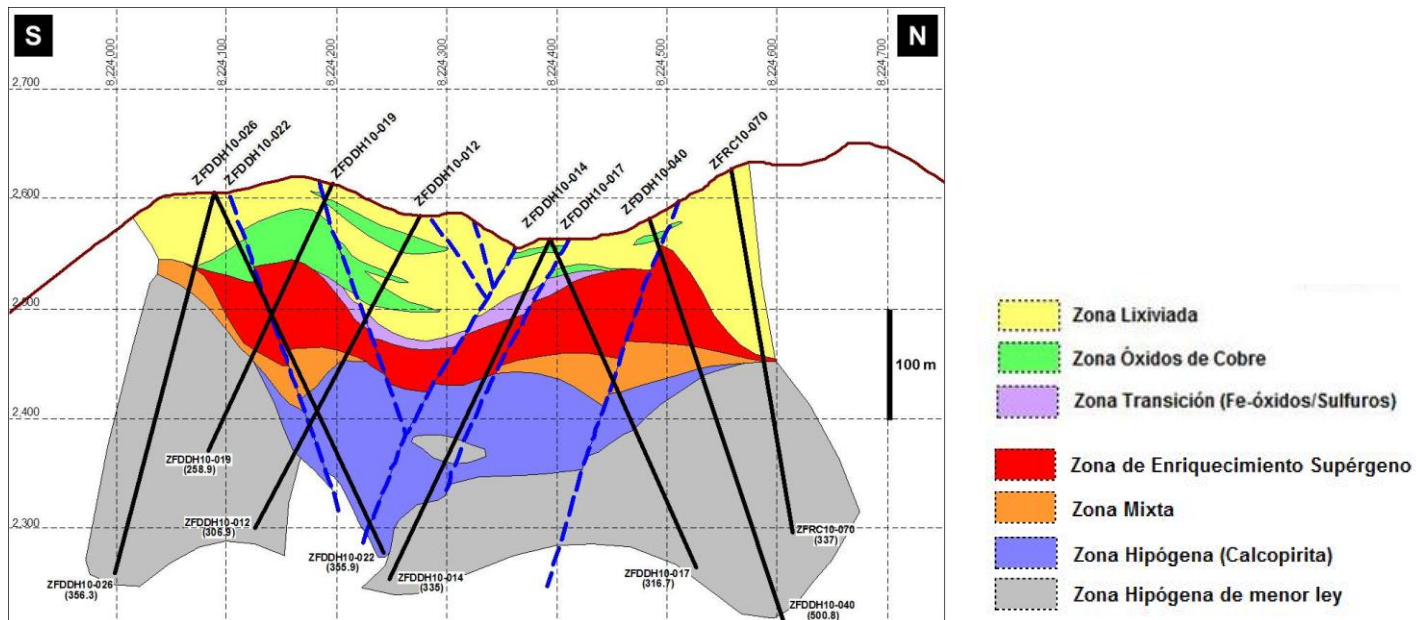 S
N
8.224.000
8.224.100
8.224.200
8.224.300
8.224.400
8.224.500
8.224.600
8.224.700
2,700
2,600
2,500
2,400
2,300
ZFDDH10-026
ZFDDH10-022
ZFDDH10-019
ZFDDH10-012
ZFDDH10-014
ZFDDH10-017
ZFDDH10-040
ZFRC10-070
100 m
ZFDDH10-019
(258.9)
ZFDDH10-012
(306.9)
ZFDDH10-022
(355.9)
ZFDDH10-026
(356.3)
ZFDDH10-014
(335)
ZFDDH10-017
(316.7)
ZFRC10-070
(337)
ZFDDH10-040
(500.8)
Zona Lixiviada
Zona Óxidos de Cobre
Zona Transición (Fe-óxidos/Sulfuros)
Zona de Enriquecimiento Supérgeno
Zona Mixta
Zona Hipógena (Calcopirita)
Zona Hipógena de menor ley